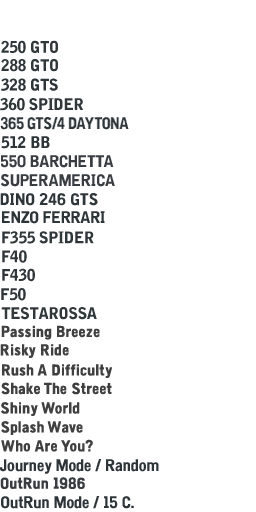 250 GTO
288 GTO
328 GTS
360 SPIDER
365 GTS/4 DAYTONA
512 BB
550 BARCHETTA
SUPERAMERICA
DINO 246 GTS
ENZO FERRARI
F355 SPIDER
F40
F430
F50
TESTAROSSA
Passing Breeze
Risky Ride
Rush A Difficulty
Shake The Street
Shiny World
Splash Wave
Who Are You?
Journey Mode / Random
OutRun 1986
OutRun Mode / 15 C.